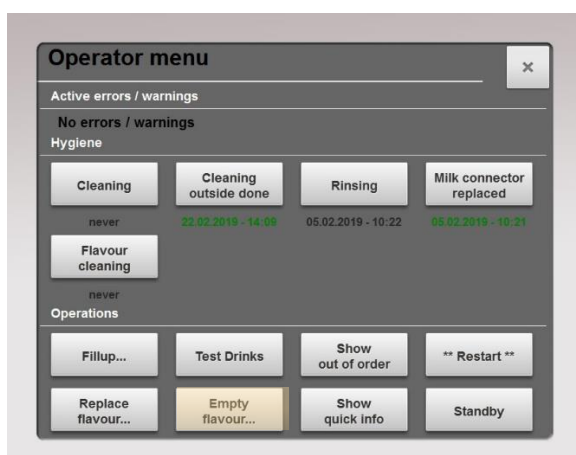 Operator menu
×
Active errors / warnings
No errors / warnings
Hygiene
Cleaning
Cleaning
outside done
Rinsing
Milk connector
replaced
never
22.02.2019 - 14:09
05.02.2019 - 10:22
05.02.2019 - 10:21
Flavour
cleaning
never
Operations
Fillup...
Test Drinks
Show
out of order
** Restart **
Replace
flavour...
Empty
flavour...
Show
quick info
Standby